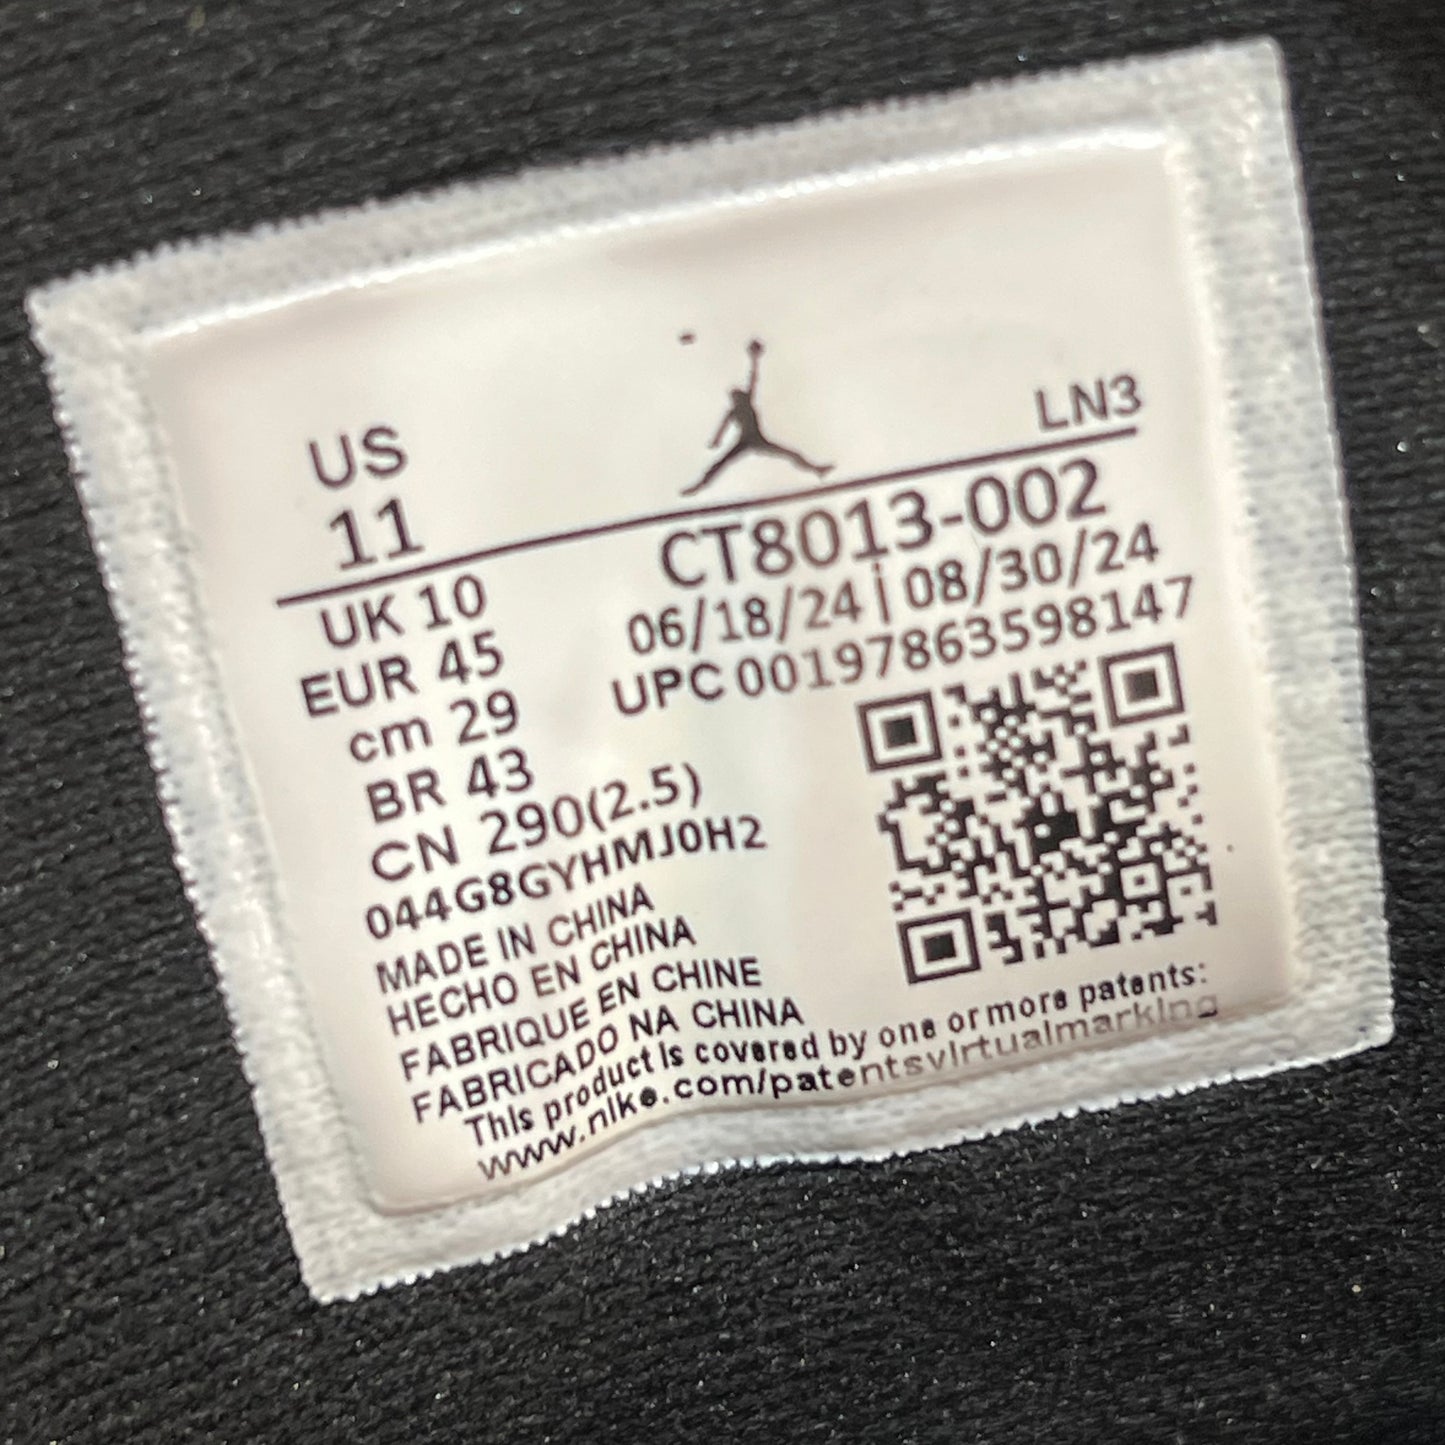 LN3
US
11
CT8013-002
06/18/24 | 08/30/24
UPC 00197863598147
UK 10
EUR 45
cm 29
BR 43
CN 290(2.5)
044G8GYHMJ0H2
MADE IN CHINA
HECHO EN CHINA
FABRIQUE EN CHINE
FABRICADO NA CHINA
This product is covered by one or more patents:
www.nike.com/patentsvirtualmarking